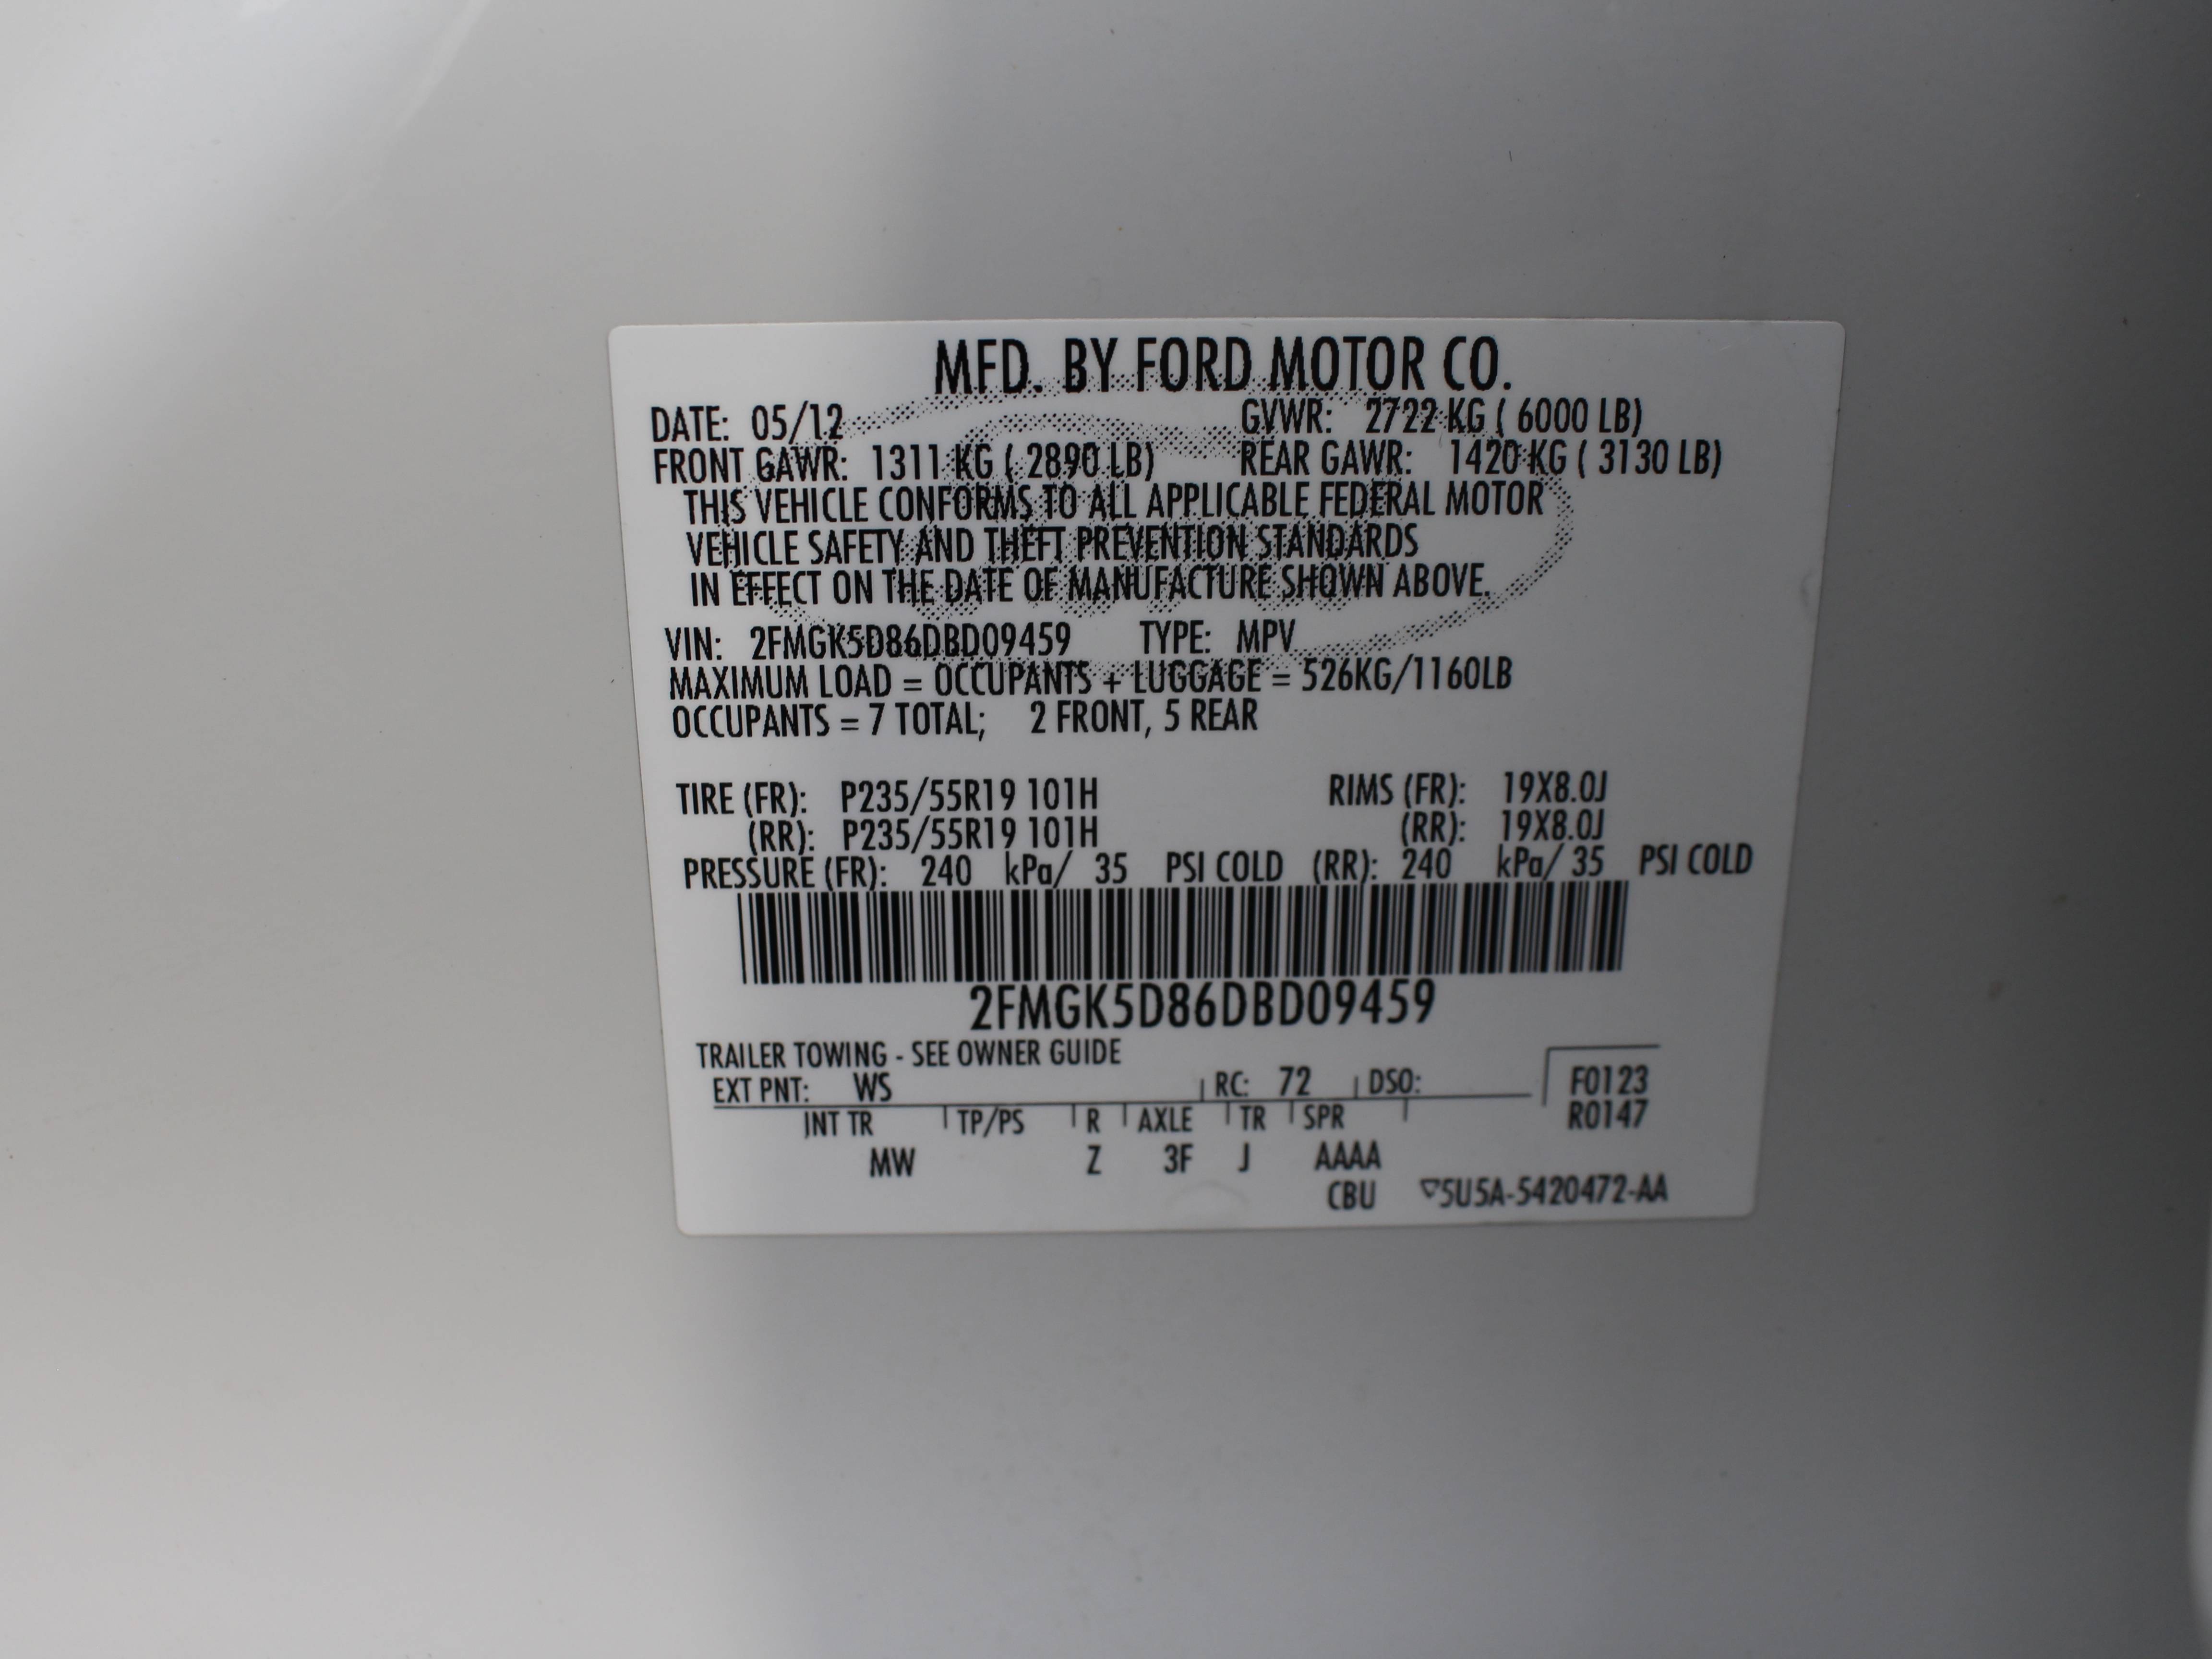 MFD. BY FORD MOTOR CO.
DATE: 05/12 GVWR: 2722 KG ( 6000 LB)
FRONT GAWR: 1311 KG ( 2890 LB) REAR GAWR: 1420 KG ( 3130 LB)
THIS VEHICLE CONFORMS TO ALL APPLICABLE FEDERAL MOTOR
VEHICLE SAFETY AND THEFT PREVENTION STANDARDS
IN EFFECT ON THE DATE OF MANUFACTURE SHOWN ABOVE.
VIN: 2FMGK5D86DBD09459 TYPE: MPV
MAXIMUM LOAD = OCCUPANTS + LUGGAGE = 526KG/1160LB
OCCUPANTS = 7 TOTAL; 2 FRONT, 5 REAR
TIRE (FR): P235/55R19 101H RIMS (FR): 19X8.0J
(RR): P235/55R19 101H (RR): 19X8.0J
PRESSURE (FR): 240 kPa/ 35 PSI COLD (RR): 240 kPa/ 35 PSI COLD
2FMGK5D86DBD09459
TRAILER TOWING - SEE OWNER GUIDE
EXT PNT: WS RC: 72 DSO: F0123
INT TR TP/PS R AXLE TR SPR R0147
MW Z 3F J AAAA
CBU ▽5U5A-5420472-AA